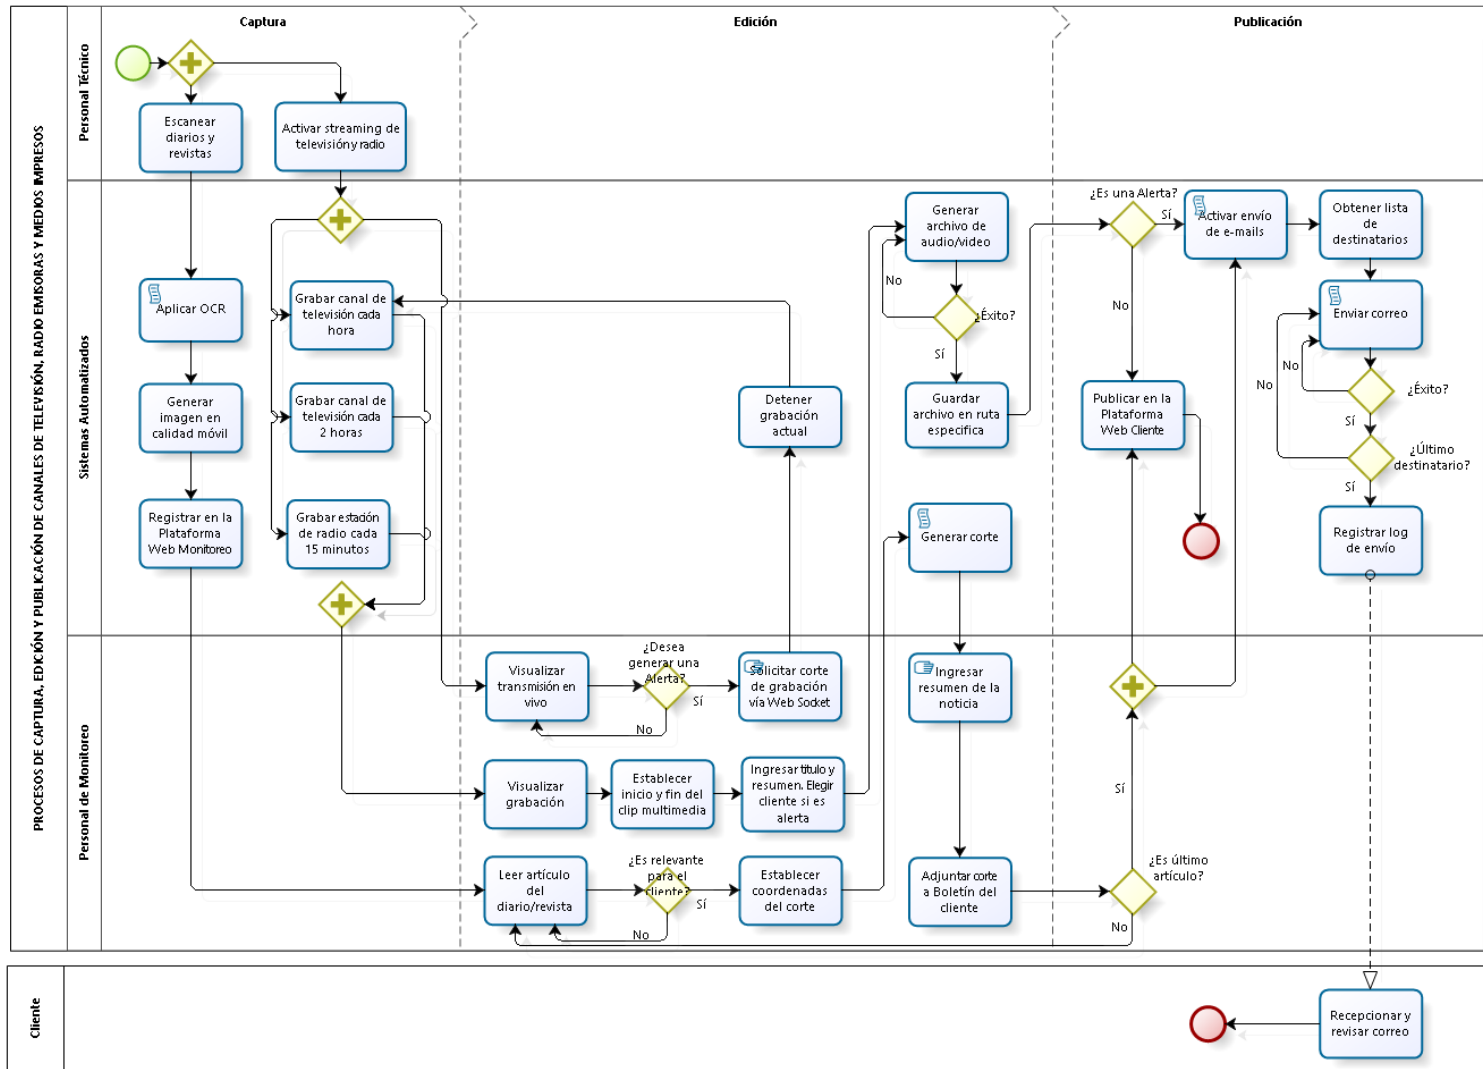 Captura
Edición
Publicación
PROCESOS DE CAPTURA, EDICIÓN Y PUBLICACIÓN DE CANALES DE TELEVISIÓN, RADIO EMISORAS Y MEDIOS IMPRESOS
Personal Técnico
Escanear
diarios y
revistas
Activar streaming de
televisión y radio
Sistemas Automatizados
Aplicar OCR
Generar
imagen en
calidad móvil
Registrar en la
Plataforma
Web Monitoreo
Grabar canal de
televisión cada
hora
Grabar canal de
televisión cada
2 horas
Grabar estación
de radio cada
15 minutos
Detener
grabación
actual
Generar
archivo de
audio/video
No
¿Éxito?
Sí
Guardar
archivo en ruta
especifica
Generar corte
¿Es una Alerta?
Sí
No
Activar envío
de e-mails
Obtener lista
de
destinatarios
Enviar correo
No
No
¿Éxito?
Sí
¿Último
destinatario?
Sí
Publicar en la
Plataforma
Web Cliente
Registrar log
de envío
Personal de Monitoreo
Visualizar
transmisión en
vivo
¿Desea
generar una
Alerta?
Sí
No
Solicitar corte
de grabación
vía Web Socket
Ingresar
resumen de la
noticia
Visualizar
grabación
Establecer
inicio y fin del
clip multimedia
Ingresar título y
resumen. Elegir
cliente si es
alerta
Leer artículo
del
diario/revista
¿Es relevante
para el
cliente?
Sí
No
Establecer
coordenadas
del corte
Adjuntar corte
a Boletín del
cliente
Sí
¿Es último
artículo?
No
Cliente
Recepcionar y
revisar correo